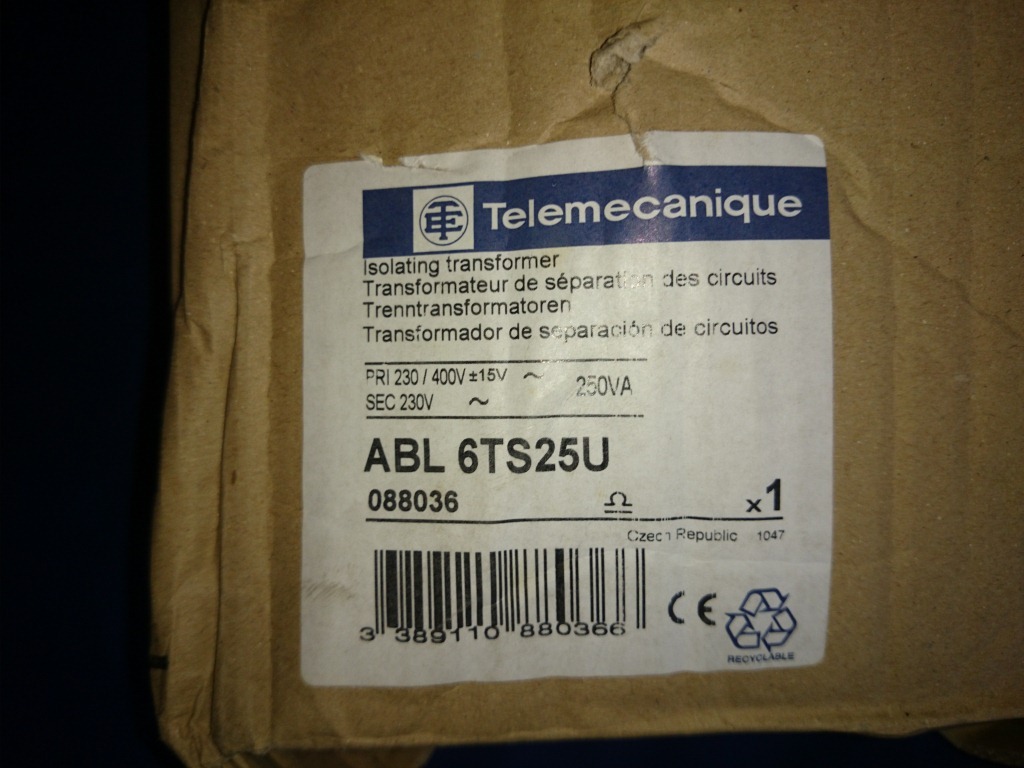 TE Telemecanique
Isolating transformer
Transformateur de séparation des circuits
Trenntransformatoren
Transformador de separación de circuitos
PRI 230 / 400V ±15V ~ 250VA
SEC 230V ~
ABL 6TS25U
088036 x1
Czech Republic 1047
3 389110 880366
CE
RECYCLABLE